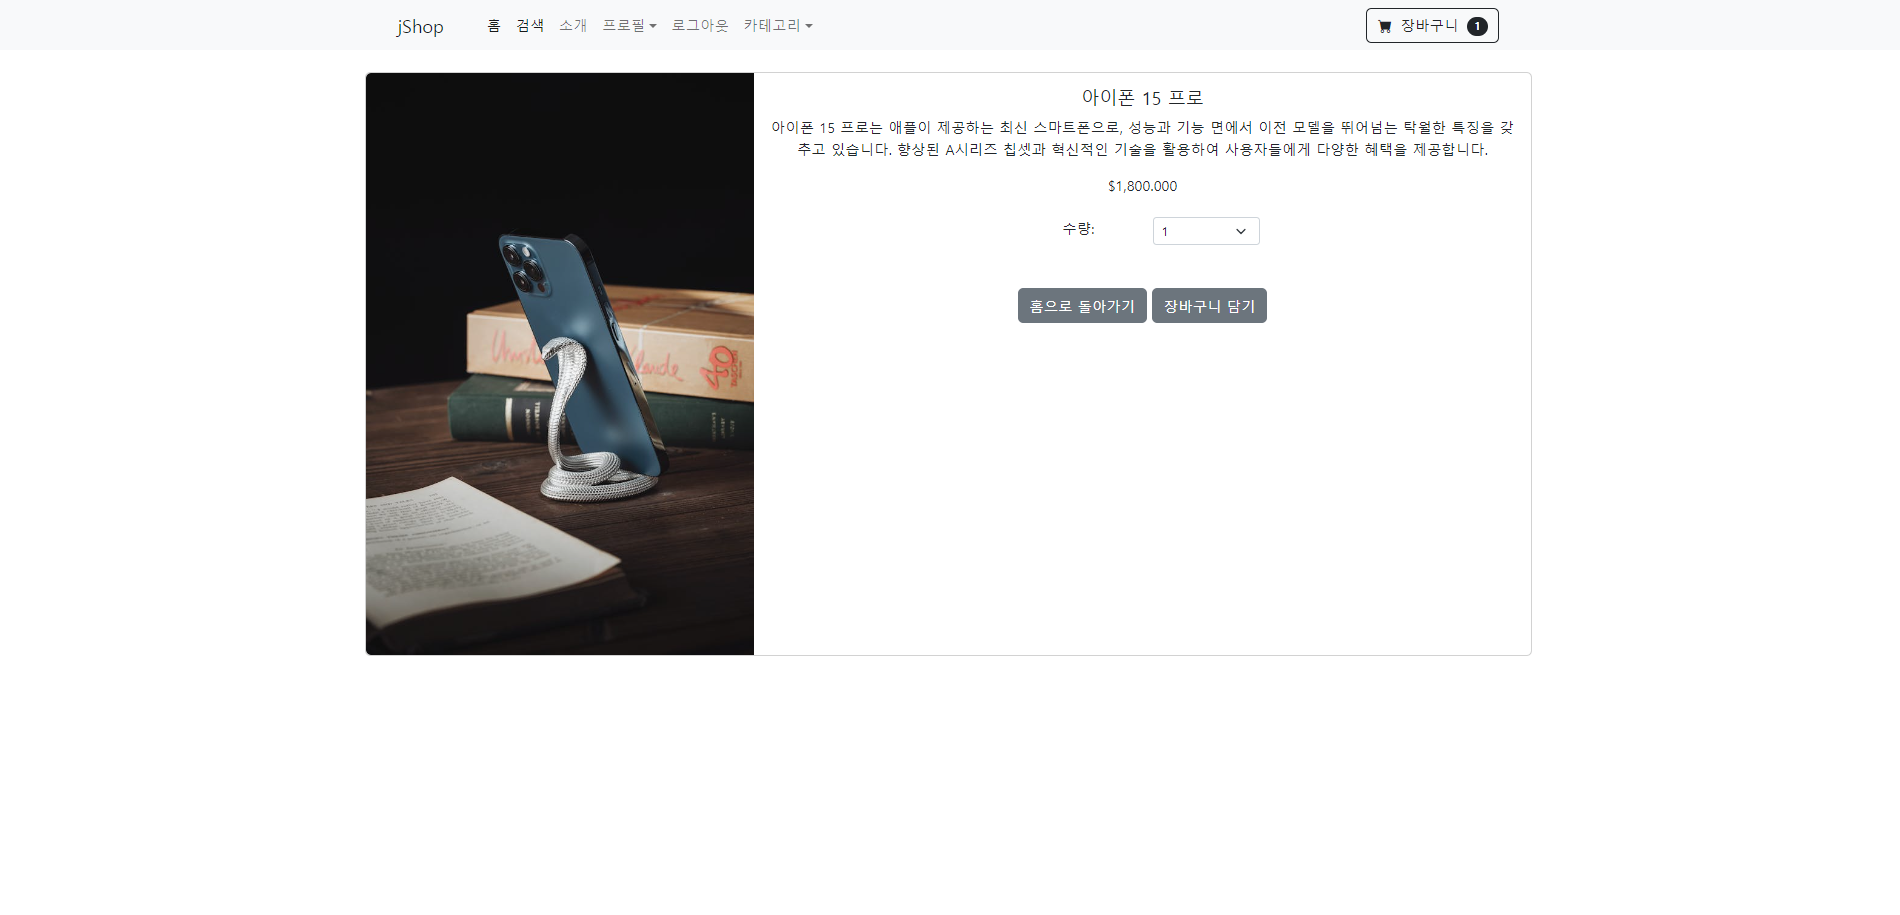 jShop 홈 검색 소개 프로필 로그아웃 카테고리 장바구니 1
아이폰 15 프로
아이폰 15 프로는 애플이 제공하는 최신 스마트폰으로, 성능과 기능 면에서 이전 모델을 뛰어넘는 탁월한 특징을 갖
추고 있습니다. 향상된 A시리즈 칩셋과 혁신적인 기술을 활용하여 사용자들에게 다양한 혜택을 제공합니다.
$1,800.000
수량: 1
홈으로 돌아가기 장바구니 담기
40